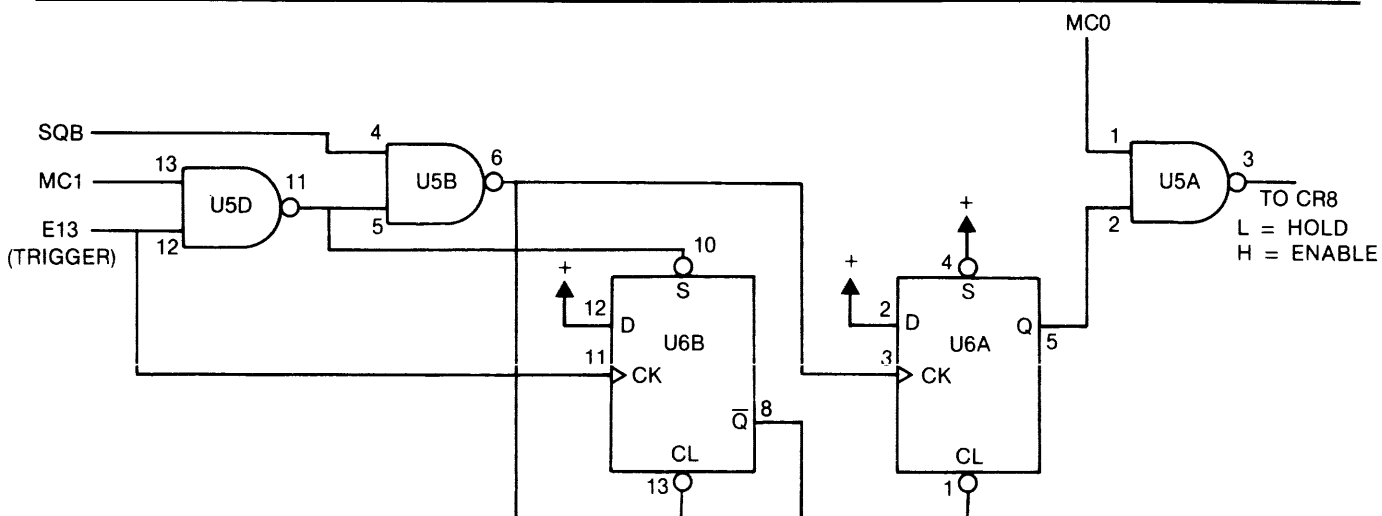 MC0
SQB
4
6
1
3
13
MC1
11
U5B
U5A
U5D
TO CR8
E13
5
+
2
L = HOLD
(TRIGGER)
12
10
H = ENABLE
+
4
+
S
S
12
D
2
D
Q
U6B
U6A
5
11
CK
3
CK
Q
8
CL
CL
13
1